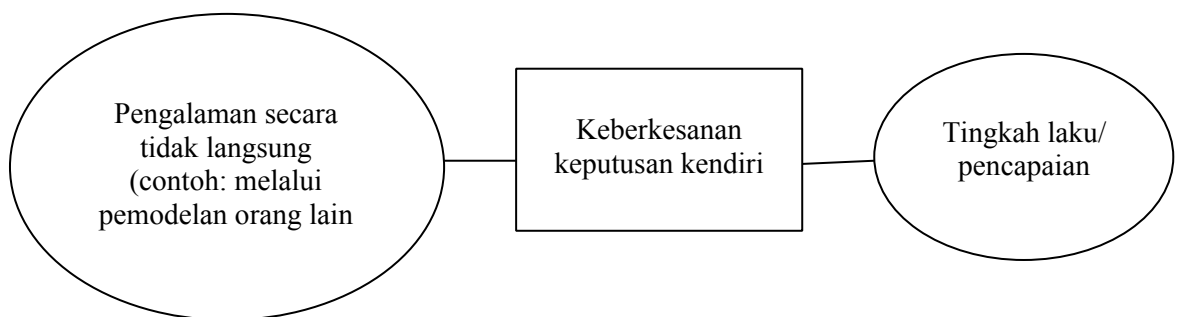 Pengalaman secara
tidak langsung
(contoh: melalui
pemodelan orang lain
Keberkesanan
keputusan kendiri
Tingkah laku/
pencapaian